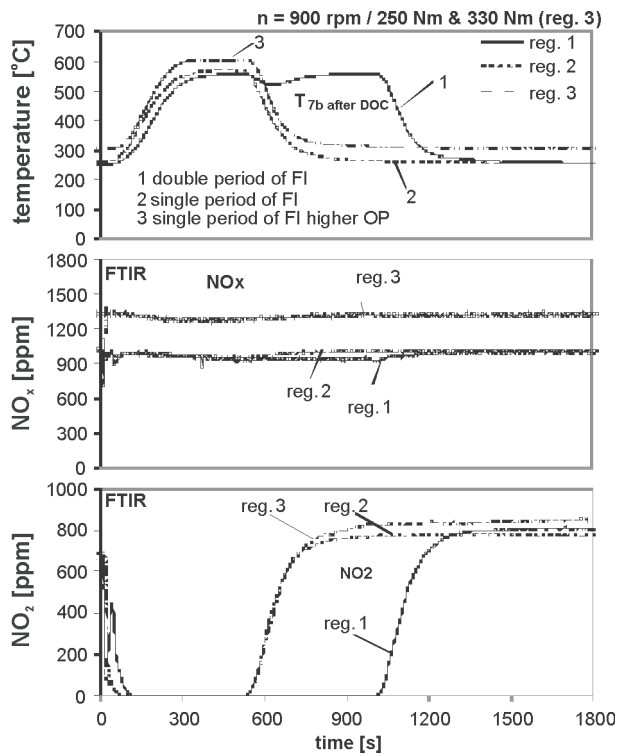 n = 900 rpm / 250 Nm & 330 Nm (reg. 3)
700
600
500
400
300
200
100
0
temperature [°C]
3
reg. 1
reg. 2
reg. 3
T7b after DOC
1
2
1 double period of FI
2 single period of FI
3 single period of FI higher OP
1800
1500
1200
900
600
300
0
NOx [ppm]
FTIR
NOx
reg.3
reg.2
reg.1
1000
800
600
400
200
0
NO2 [ppm]
FTIR
reg.3
reg.2
NO2
reg.1
0 300 600 900 1200 1500 1800
time [s]